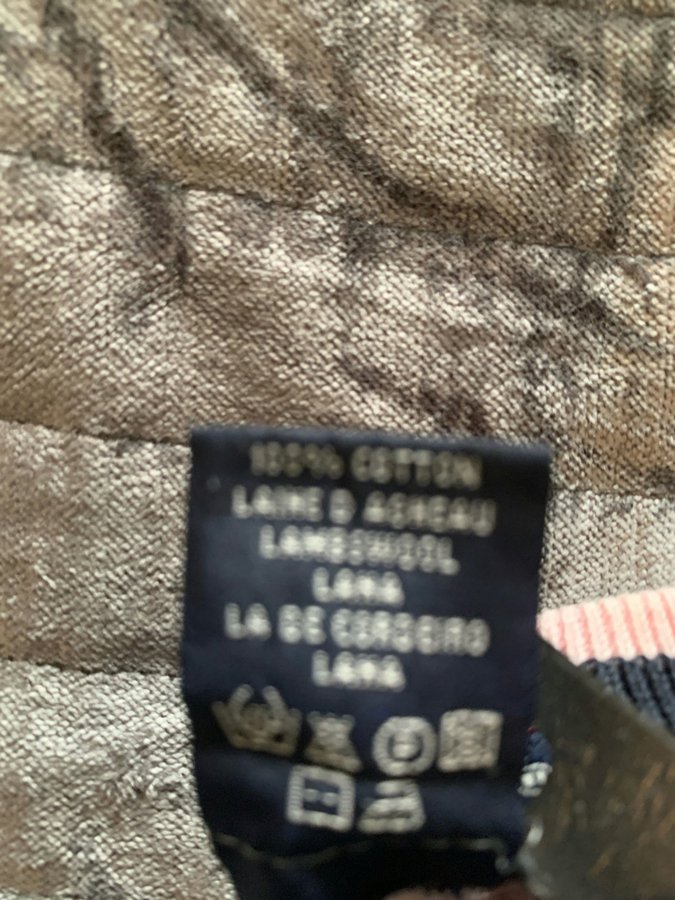 100% COTTON
LAINE D AGNEAU
LAMBSWOOL
LANA
LA DE CORDEIRO
LANA